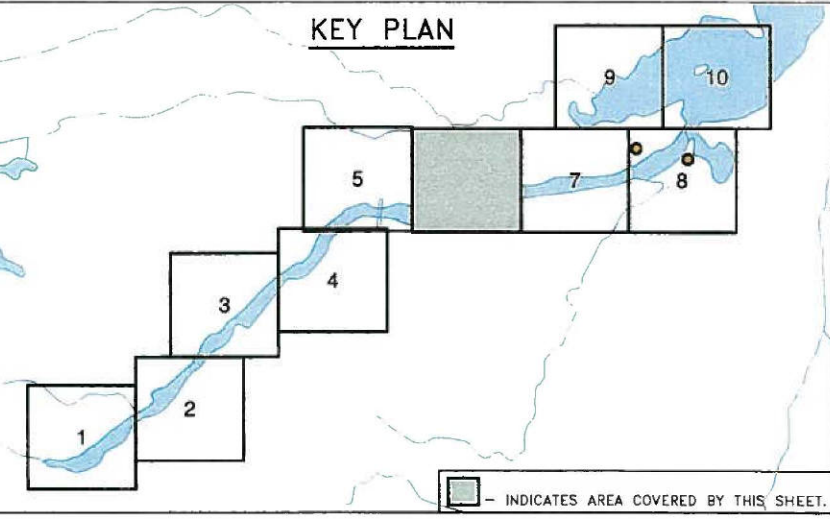 KEY PLAN
9 10
5 7 8
4
3
2
1
– INDICATES AREA COVERED BY THIS SHEET.